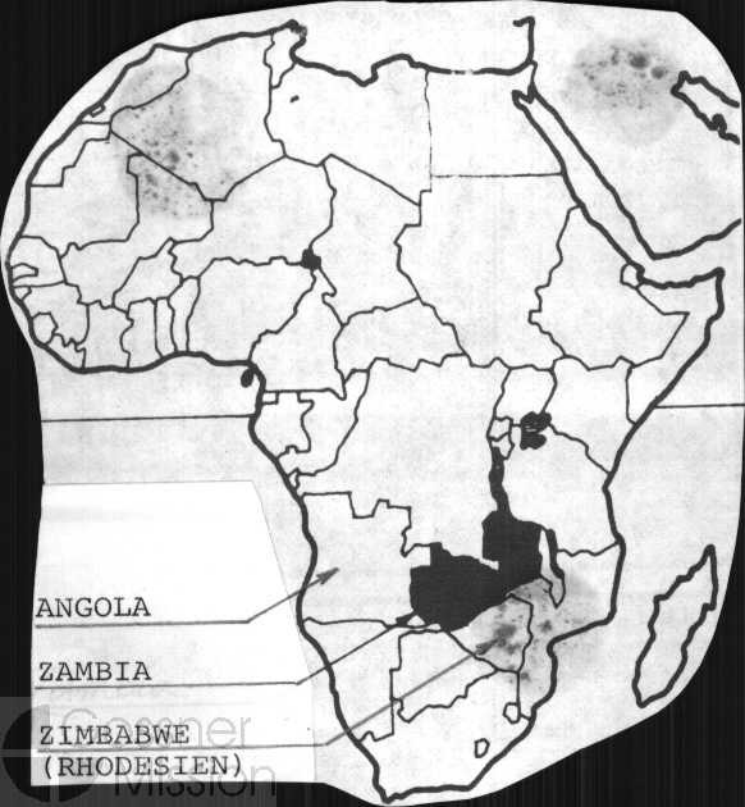 ANGOLA
ZAMBIA
ZIMBABWE
(RHODESIEN)
Gossner
Mission